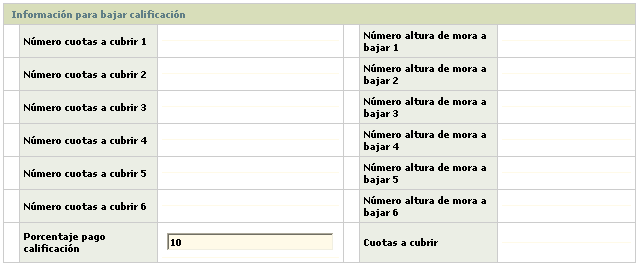 Información para bajar calificación
Número cuotas a cubrir 1
Número altura de mora a
bajar 1
Número cuotas a cubrir 2
Número altura de mora a
bajar 2
Número cuotas a cubrir 3
Número altura de mora a
bajar 3
Número cuotas a cubrir 4
Número altura de mora a
bajar 4
Número cuotas a cubrir 5
Número altura de mora a
bajar 5
Número cuotas a cubrir 6
Número altura de mora a
bajar 6
Porcentaje pago
calificación
10
Cuotas a cubrir